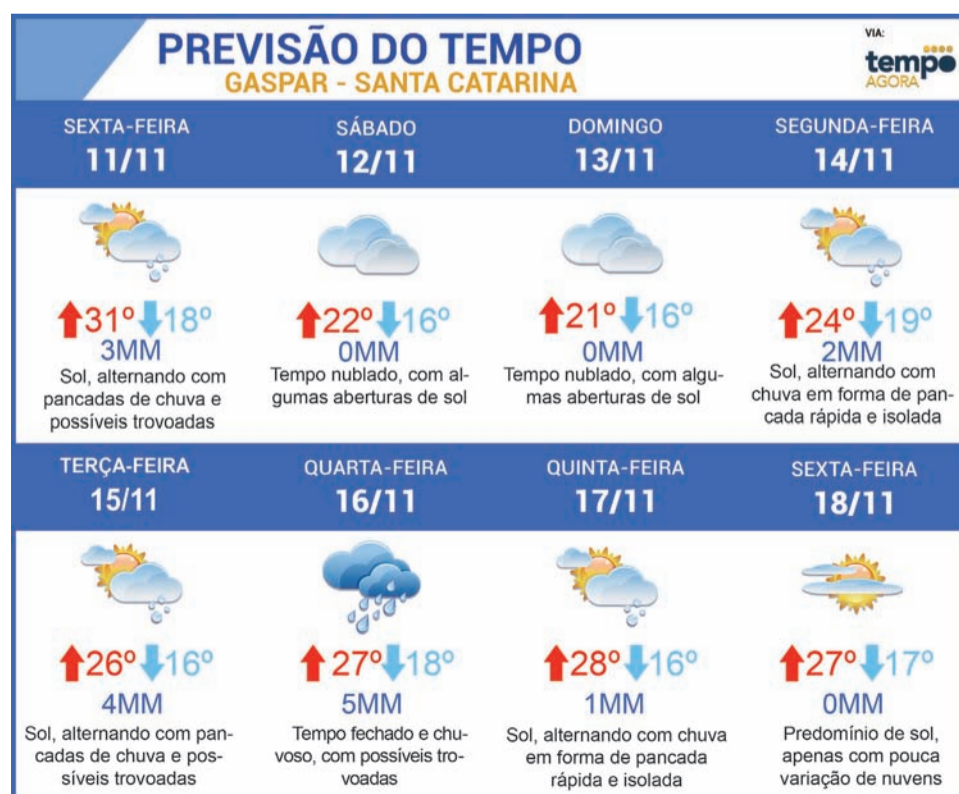 PREVISÃO DO TEMPO
GASPAR - SANTA CATARINA
VIA:
tempo
AGORA
SEXTA-FEIRA
11/11
31º 18º
3MM
Sol, alternando com
pancadas de chuva e
possíveis trovoadas
SÁBADO
12/11
22º 16º
0MM
Tempo nublado, com al-
gumas aberturas de sol
DOMINGO
13/11
21º 16º
0MM
Tempo nublado, com algu-
mas aberturas de sol
SEGUNDA-FEIRA
14/11
24º 19º
2MM
Sol, alternando com
chuva em forma de pan-
cada rápida e isolada
TERÇA-FEIRA
15/11
26º 16º
4MM
Sol, alternando com pan-
cadas de chuva e pos-
síveis trovoadas
QUARTA-FEIRA
16/11
27º 18º
5MM
Tempo fechado e chu-
voso, com possíveis tro-
voadas
QUINTA-FEIRA
17/11
28º 16º
1MM
Sol, alternando com chuva
em forma de pancada
rápida e isolada
SEXTA-FEIRA
18/11
27º 17º
0MM
Predomínio de sol,
apenas com pouca
variação de nuvens